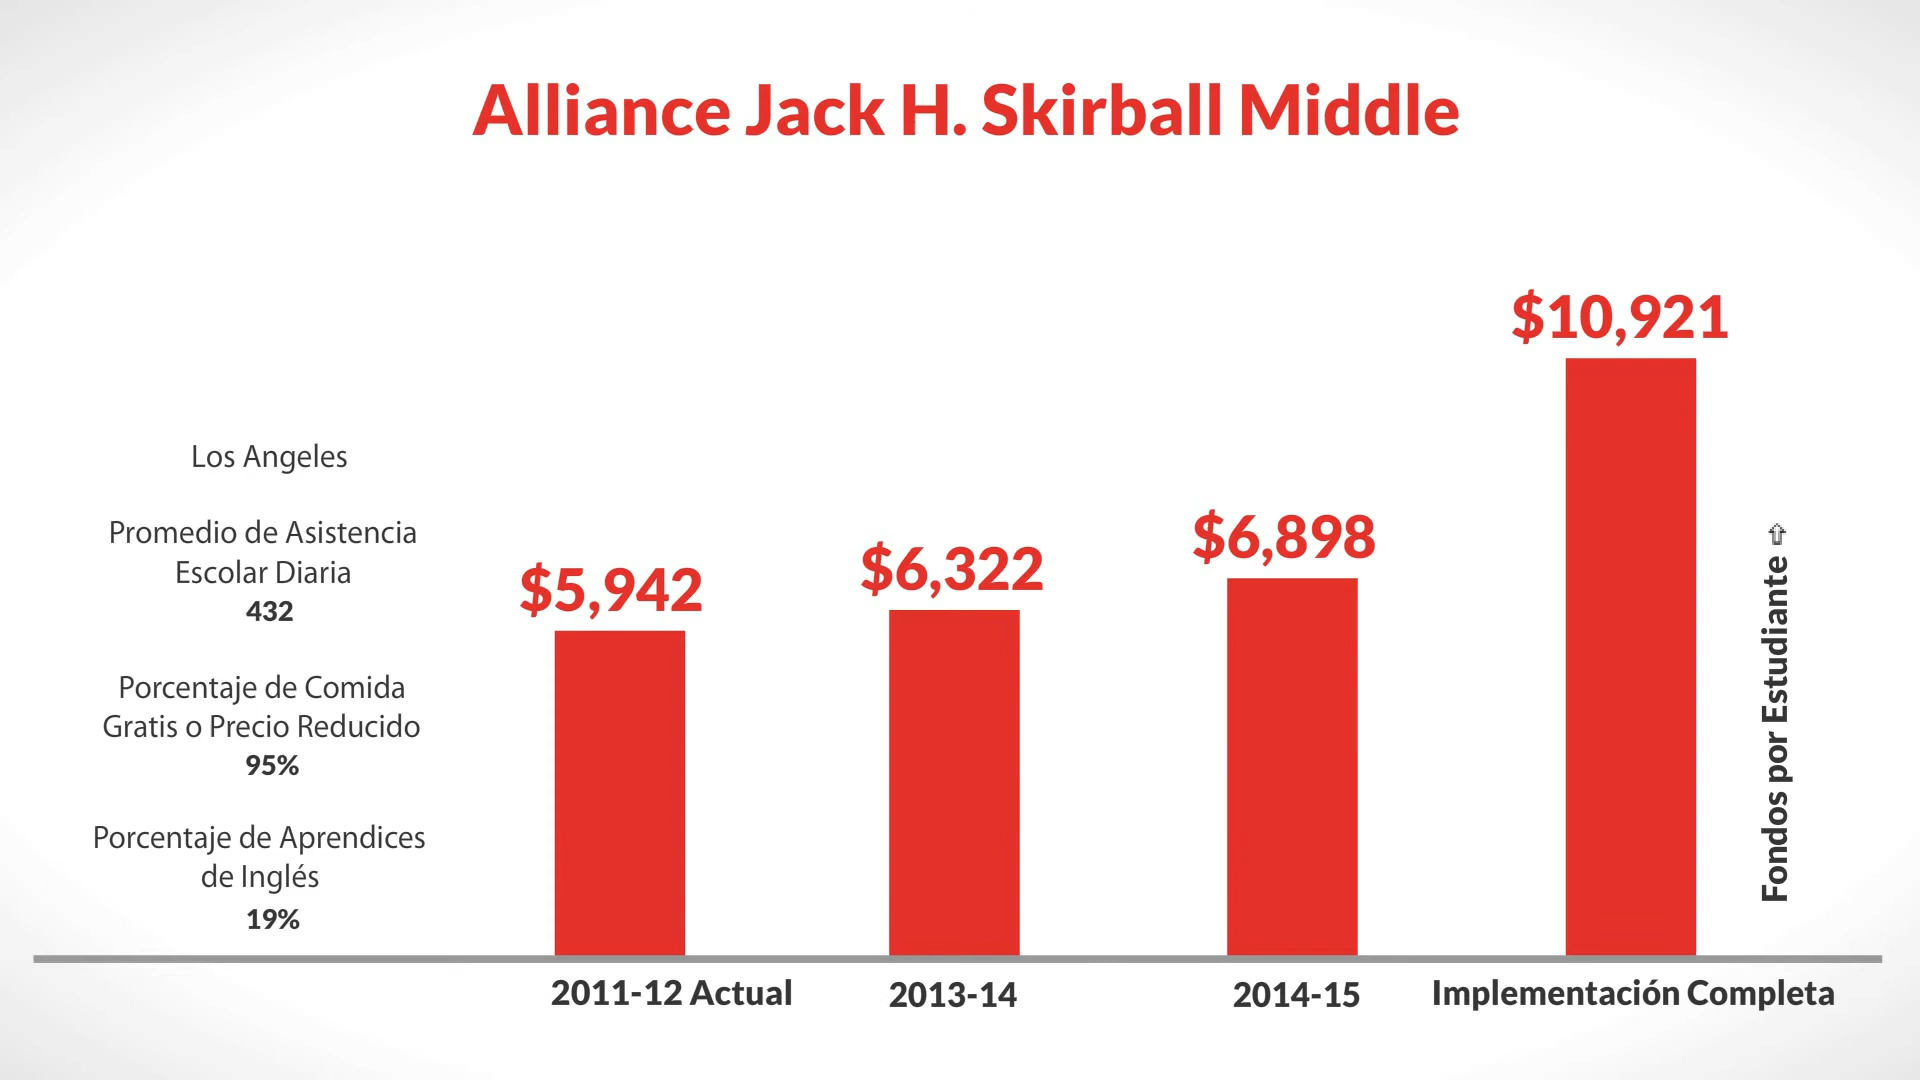 Alliance Jack H. Skirball Middle
Los Angeles
Promedio de Asistencia
Escolar Diaria
432
Porcentaje de Comida
Gratis o Precio Reducido
95%
Porcentaje de Aprendices
de Inglés
19%
$5,942
$6,322
$6,898
$10,921
Fondos por Estudiante ⇧
2011-12 Actual
2013-14
2014-15
Implementación Completa